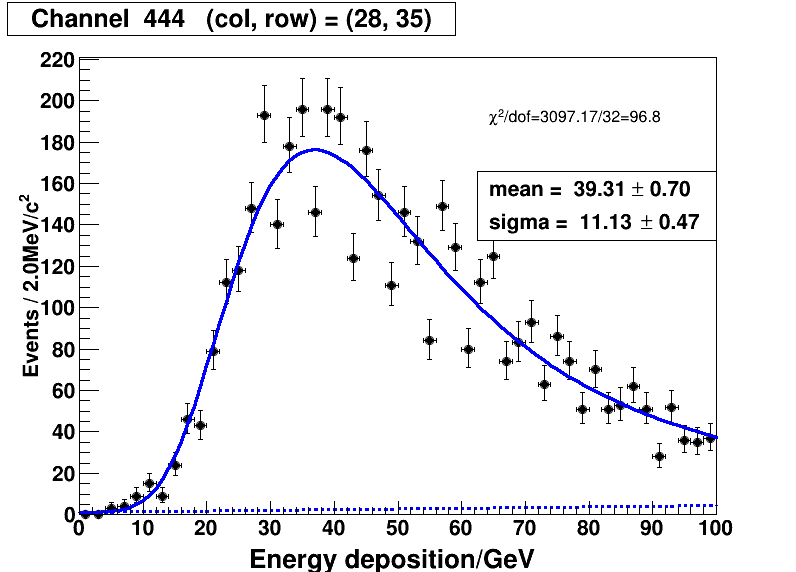 Channel 444 (col, row) = (28, 35)
220
200
180
160
140
120
100
80
60
40
20
0
Events / 2.0MeV/c²
χ²/dof=3097.17/32=96.8
mean = 39.31 ± 0.70
sigma = 11.13 ± 0.47
0 10 20 30 40 50 60 70 80 90 100
Energy deposition/GeV